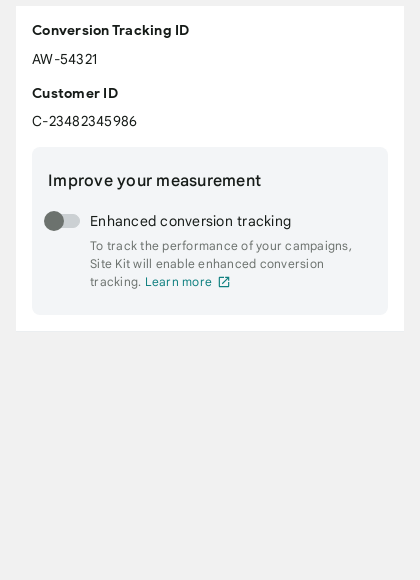 Conversion Tracking ID
AW-54321
Customer ID
C-23482345986
Improve your measurement
Enhanced conversion tracking
To track the performance of your campaigns,
Site Kit will enable enhanced conversion
tracking. Learn more